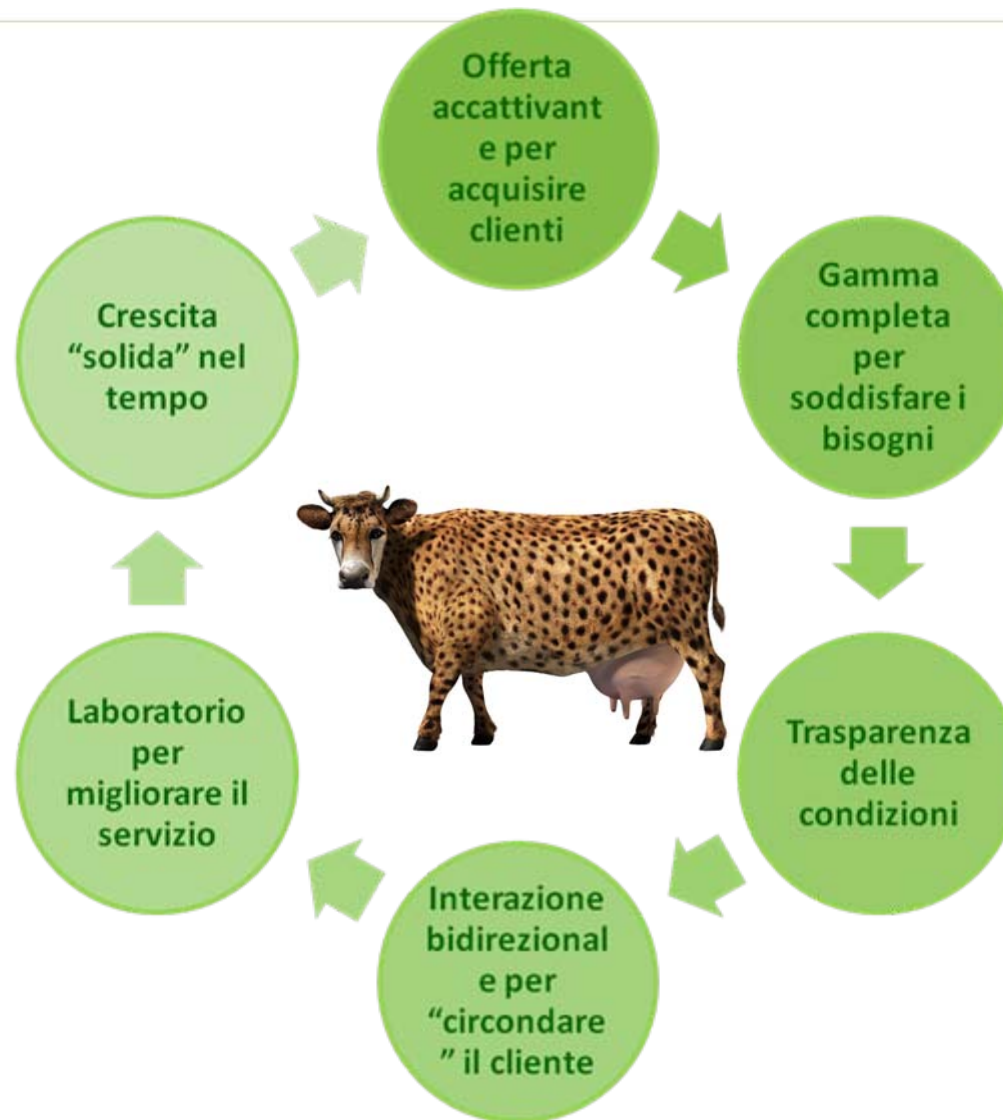 Offerta
accattivant
e per
acquisire
clienti
Gamma
completa
per
soddisfare i
bisogni
Trasparenza
delle
condizioni
Interazione
bidirezional
e per
“circondare
” il cliente
Laboratorio
per
migliorare il
servizio
Crescita
“solida” nel
tempo